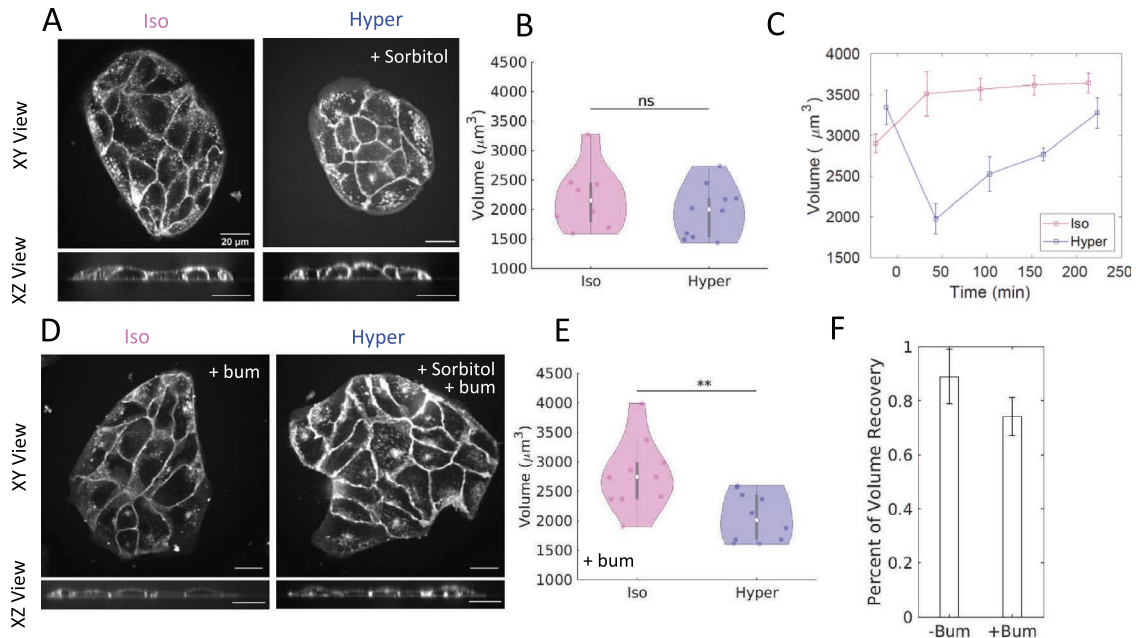 A
Iso
Hyper
XY View
+ Sorbitol
20 μm
XZ View
B
4500
4000
3500
3000
2500
2000
1500
1000
Volume (μm³)
ns
Iso
Hyper
C
4000
3500
3000
2500
2000
1500
Volume ( μm³)
Iso
Hyper
0
50
100
150
200
250
Time (min)
D
Iso
Hyper
XY View
+ bum
+ Sorbitol
+ bum
XZ View
E
4500
4000
3500
3000
2500
2000
1500
1000
Volume (μm³)
**
+ bum
Iso
Hyper
F
1
0.8
0.6
0.4
0.2
0
Percent of Volume Recovery
-Bum
+Bum